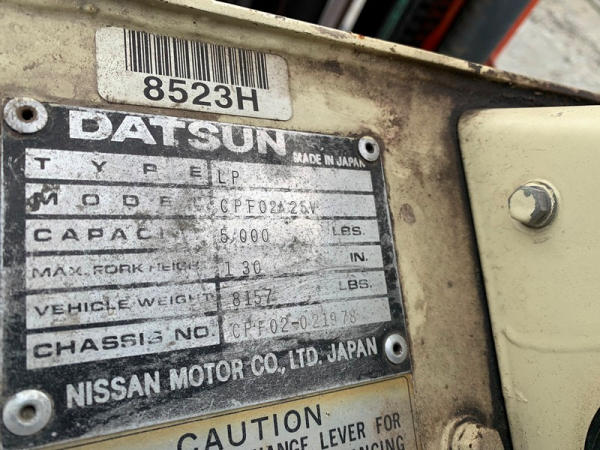 8523H
DATSUN
MADE IN JAPAN
TYPE LP
MODEL CPF02A25V
CAPACITY 5,000 LBS.
MAX. FORK HEIGHT 130 IN.
VEHICLE WEIGHT 8157 LBS.
CHASSIS NO. CPF02-021978
NISSAN MOTOR CO., LTD. JAPAN
CAUTION
LEVER FOR